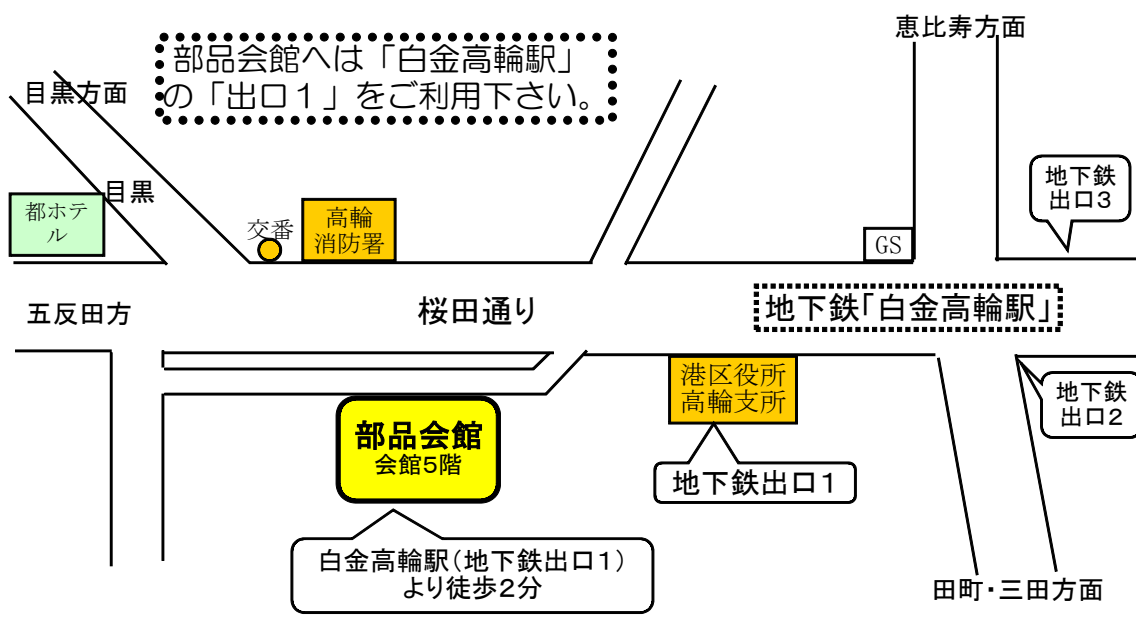 恵比寿方面
部品会館へは「白金高輪駅」
の「出口１」をご利用下さい。
目黒方面
目黒
都ホテ
ル
交番
高輪
消防署
GS
地下鉄
出口3
五反田方
桜田通り
地下鉄「白金高輪駅」
港区役所
高輪支所
地下鉄
出口2
部品会館
会館5階
地下鉄出口1
白金高輪駅(地下鉄出口1)
より徒歩2分
田町・三田方面